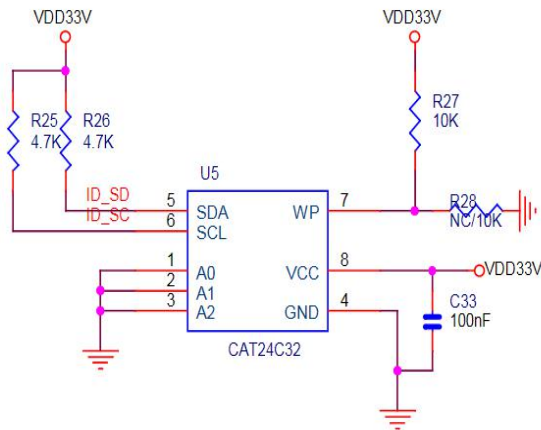 VDD33V
VDD33V
R25
4.7K
R26
4.7K
R27
10K
U5
ID_SD
ID_SC
5
6
SDA
SCL
WP
7
R28
NC/10K
1
2
3
A0
A1
A2
VCC
GND
8
4
VDD33V
C33
100nF
CAT24C32